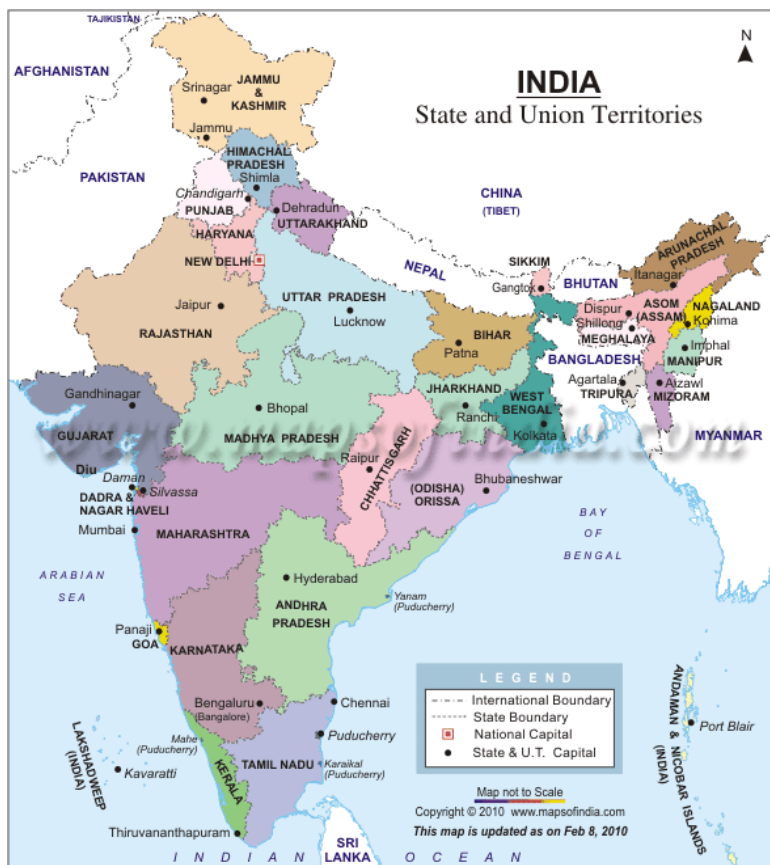 TAJIKISTAN
AFGHANISTAN
JAMMU
&
KASHMIR
Srinagar
Jammu
N
INDIA
State and Union Territories
PAKISTAN
HIMACHAL
PRADESH
Shimla
Chandigarh
PUNJAB
Dehradun
UTTARAKHAND
HARYANA
NEW DELHI
CHINA
(TIBET)
NEPAL
SIKKIM
Gangtok
BHUTAN
ARUNACHAL
PRADESH
Itanagar
UTTAR PRADESH
Lucknow
Jaipur
RAJASTHAN
BIHAR
Patna
Dispur
ASOM
(ASSAM)
Shillong
MEGHALAYA
NAGALAND
Kohima
Imphal
MANIPUR
BANGLADESH
Agartala
TRIPURA
Aizawl
MIZORAM
MYANMAR
Gandhinagar
GUJARAT
Bhopal
MADHYA PRADESH
JHARKHAND
Ranchi
WEST
BENGAL
Kolkata
www.mapsofindia.com
Diu
Daman
Silvassa
DADRA &
NAGAR HAVELI
Raipur
CHHATTISGARH
(ODISHA)
ORISSA
Bhubaneshwar
Mumbai
MAHARASHTRA
BAY
OF
BENGAL
ARABIAN
SEA
Hyderabad
ANDHRA
PRADESH
Yanam
(Puducherry)
Panaji
GOA
KARNATAKA
Bengaluru
(Bangalore)
Chennai
Mahe
(Puducherry)
Puducherry
Karaikal
(Puducherry)
TAMIL NADU
KERALA
LAKSHADWEEP
(INDIA)
Kavaratti
Thiruvananthapuram
SRI
LANKA
INDIAN OCEAN
ANDAMAN & NICOBAR ISLANDS
(INDIA)
Port Blair
LEGEND
International Boundary
State Boundary
National Capital
State & U.T. Capital
Map not to Scale
Copyright © 2010 www.mapsofindia.com
This map is updated as on Feb 8, 2010